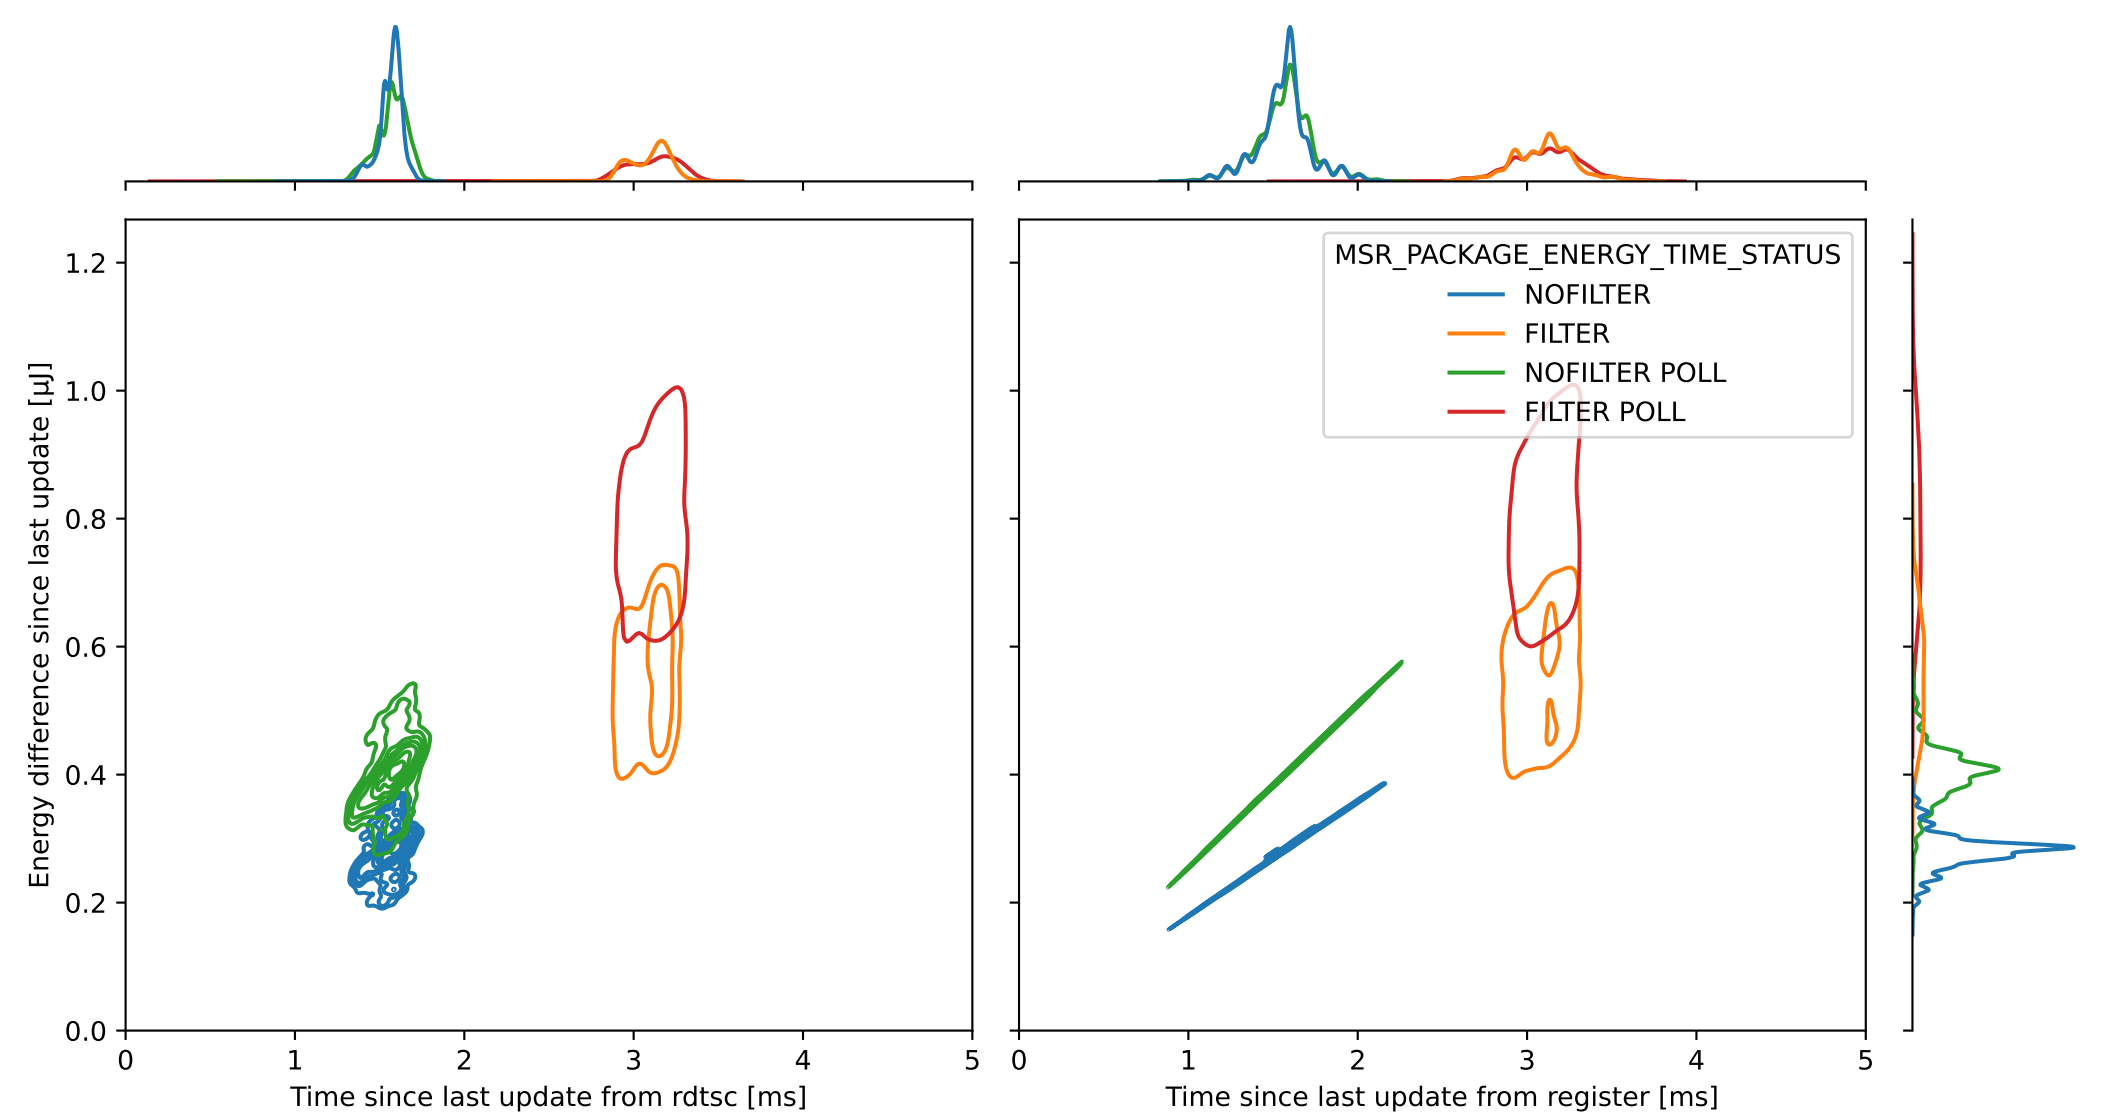 MSR_PACKAGE_ENERGY_TIME_STATUS
NOFILTER
FILTER
NOFILTER POLL
FILTER POLL
Energy difference since last update [µJ]
1.2
1.0
0.8
0.6
0.4
0.2
0.0
0 1 2 3 4 5
0 1 2 3 4 5
Time since last update from rdtsc [ms]
Time since last update from register [ms]